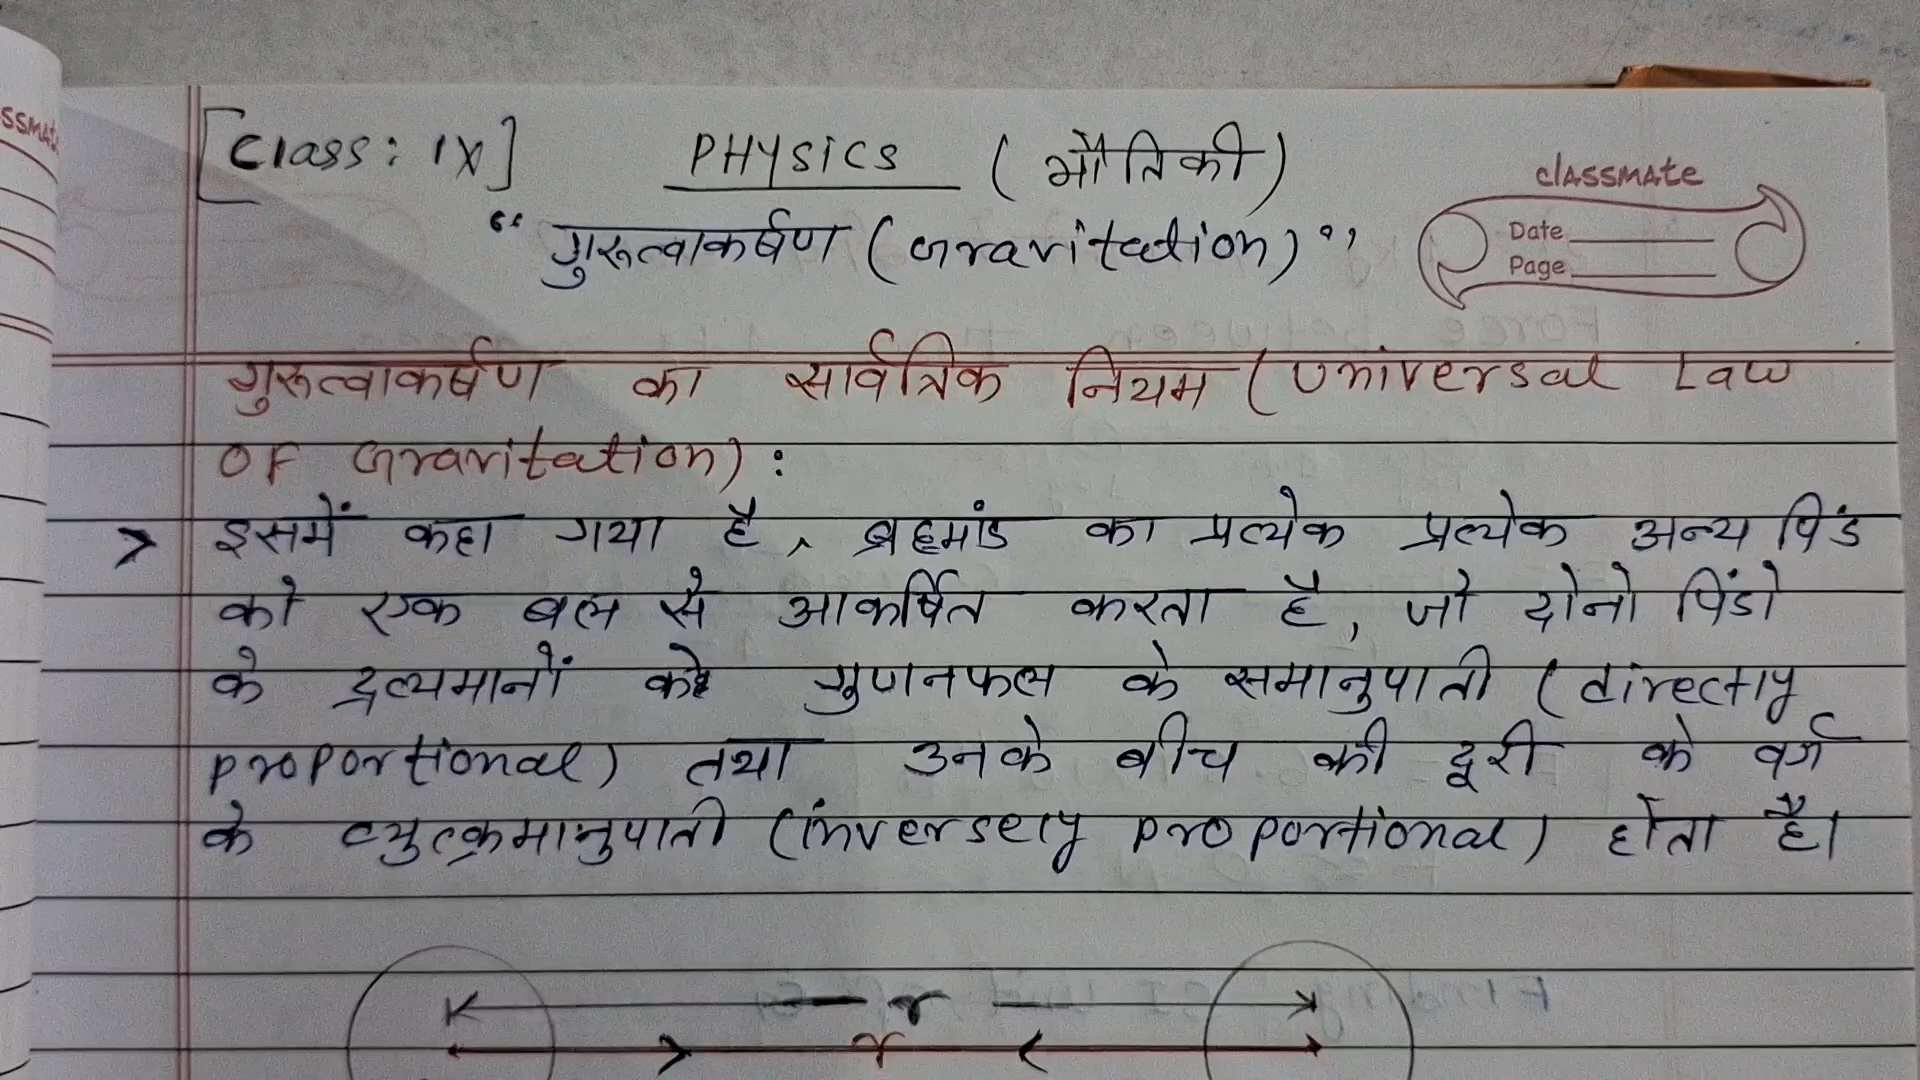 [Class: IX] PHYSICS (भौतिकी)
classmate
"गुरुत्वाकर्षण (Gravitation)"
Date
Page
गुरुत्वाकर्षण का सार्वत्रिक नियम (Universal Law
OF Gravitation) :
> इसमें कहा गया है, ब्रहमांड का प्रत्येक प्रत्येक अन्य पिंड
को एक बल से आकर्षित करता है, जो दोनो पिंडो
के द्रव्यमानों के गुणनफल के समानुपाती (directly
proportional) तथा उनके बीच की दूरी के वर्ग
के व्युत्क्रमानुपाती (inversely proportional) होता है।
r
r